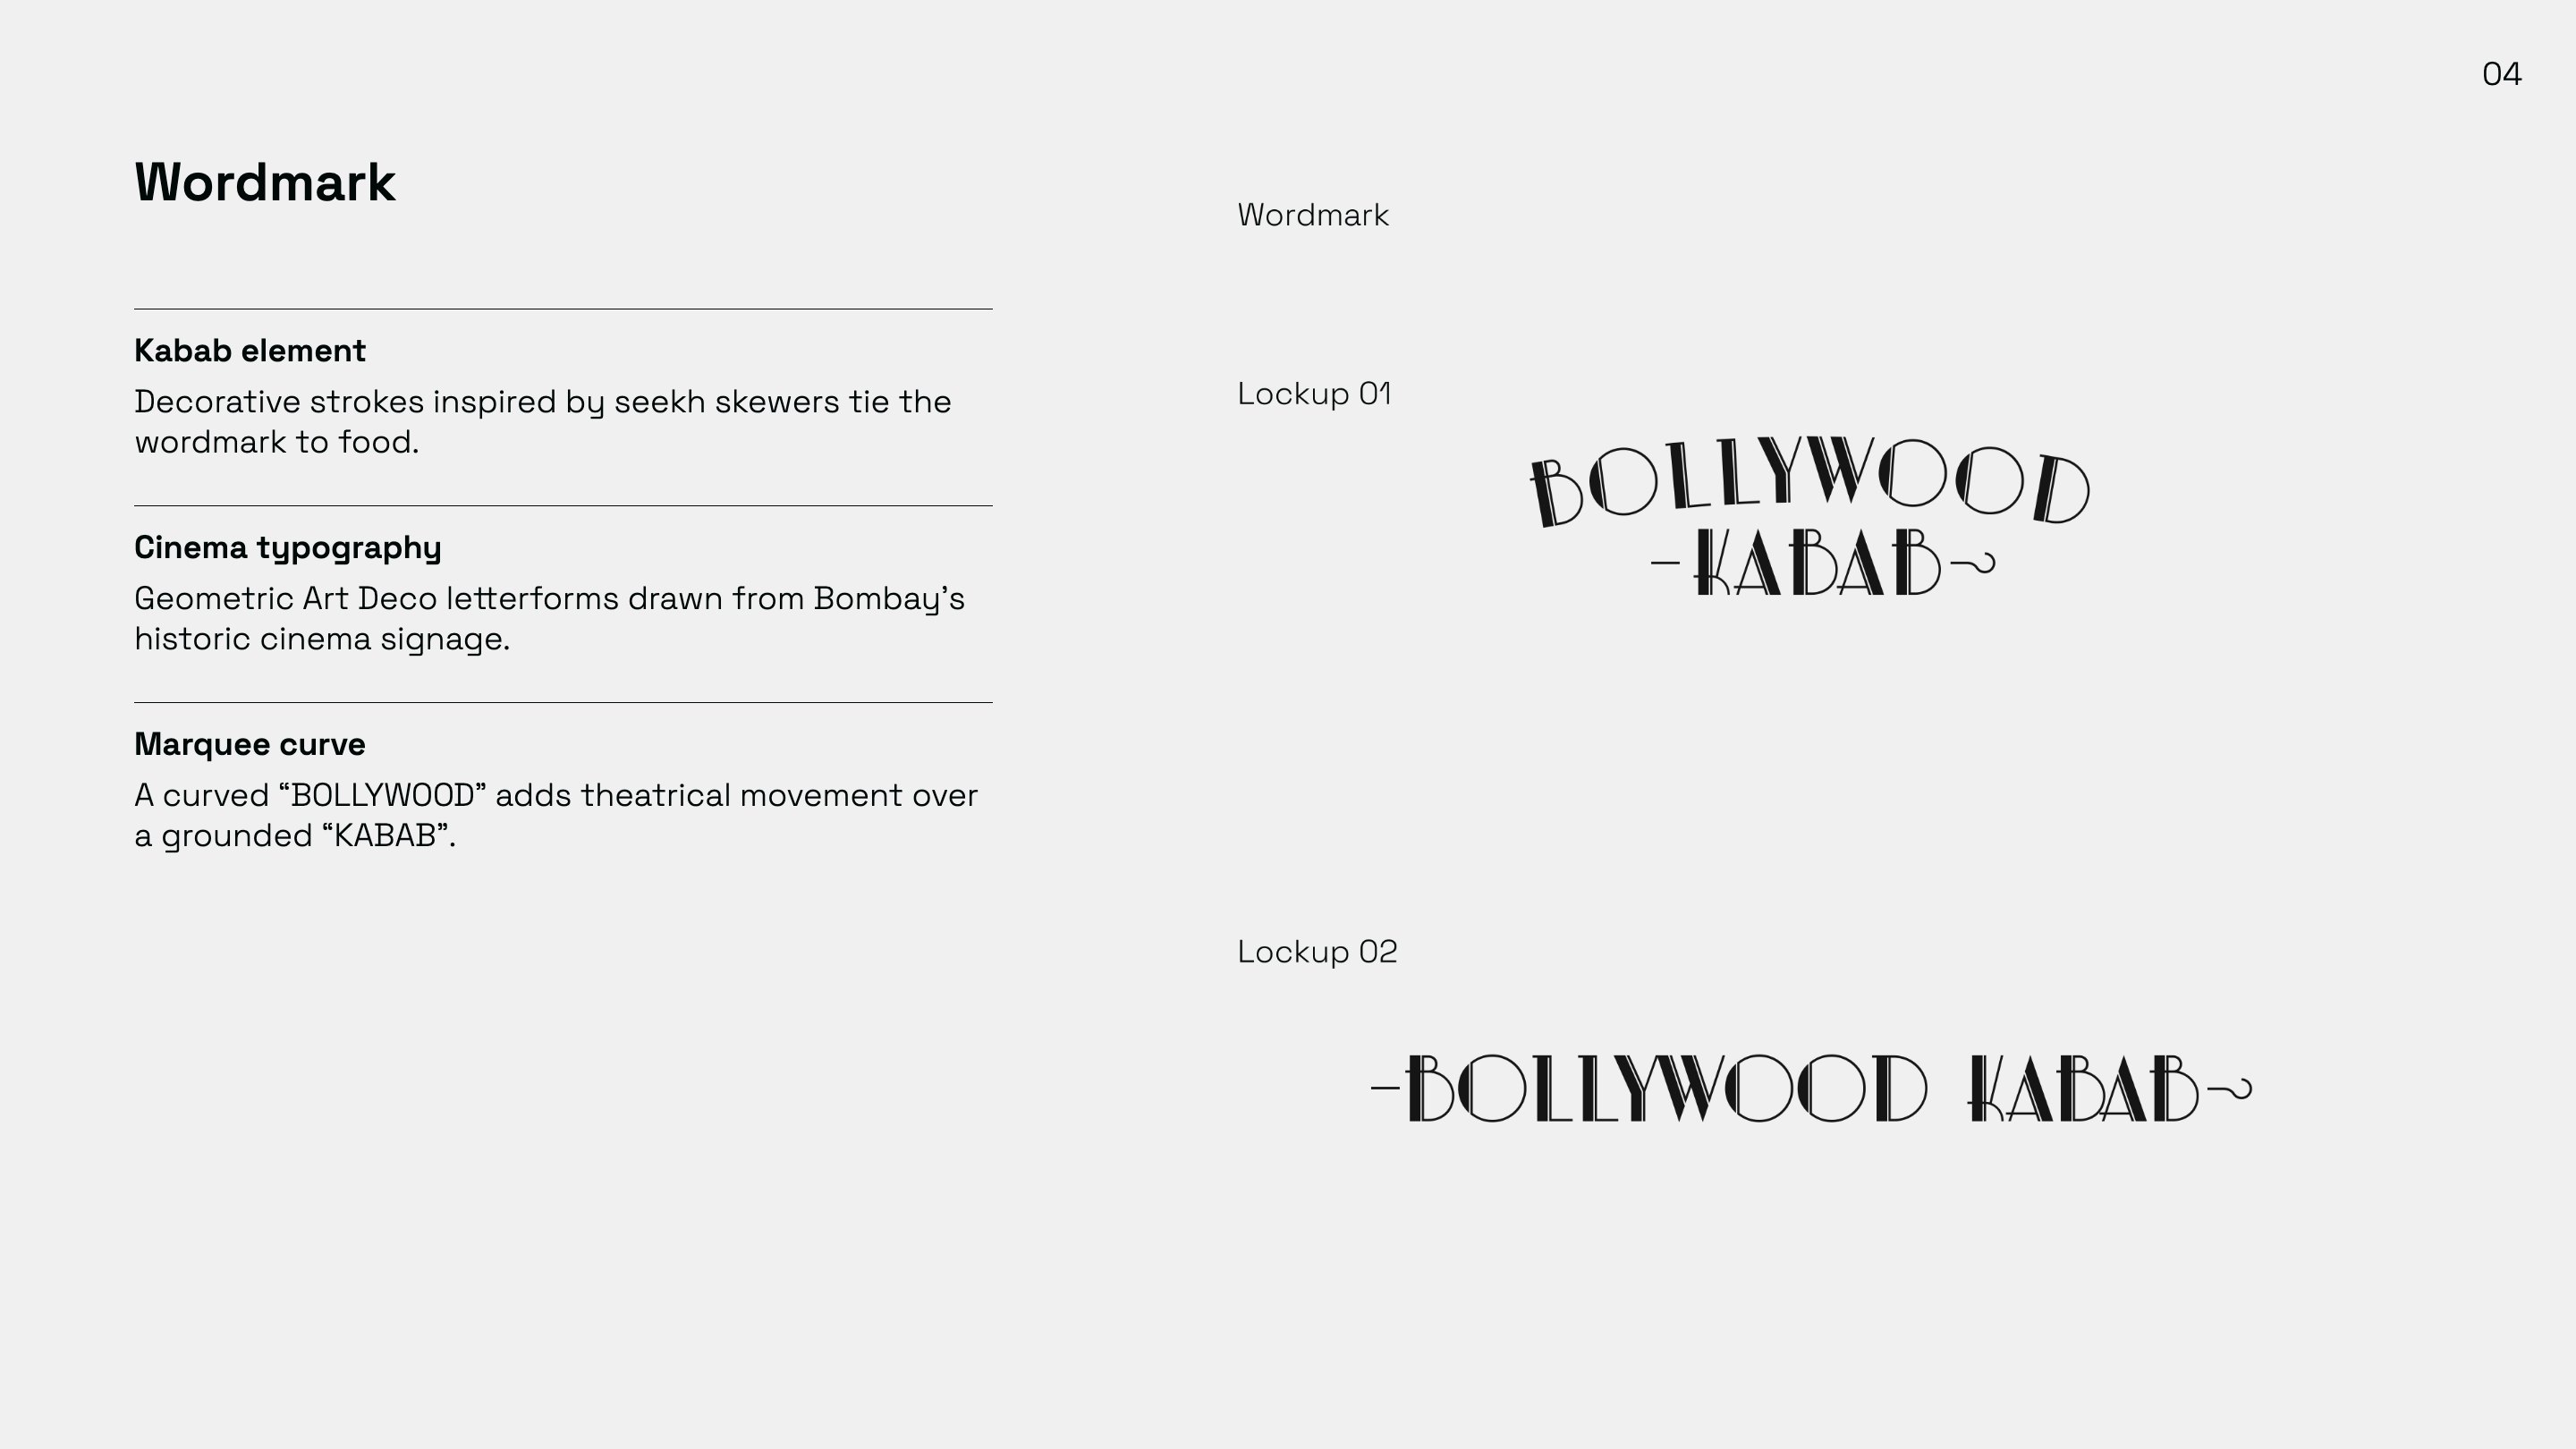 04
Wordmark
Kabab element
Decorative strokes inspired by seekh skewers tie the
wordmark to food.
Cinema typography
Geometric Art Deco letterforms drawn from Bombay’s
historic cinema signage.
Marquee curve
A curved “BOLLYWOOD” adds theatrical movement over
a grounded “KABAB”.
Wordmark
Lockup 01
BOLLYWOOD
KABAB
Lockup 02
BOLLYWOOD KABAB